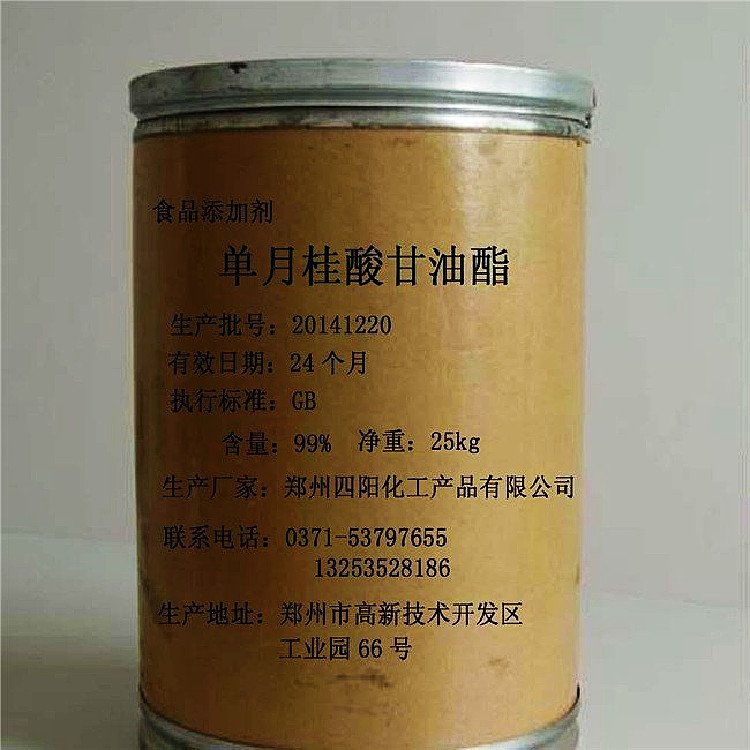 食品添加剂
单月桂酸甘油酯
生产批号：20141220
有效日期：24个月
执行标准：GB
含量：99% 净重：25kg
生产厂家：郑州四阳化工产品有限公司
联系电话：0371-53797655
13253528186
生产地址：郑州市高新技术开发区
工业园66号